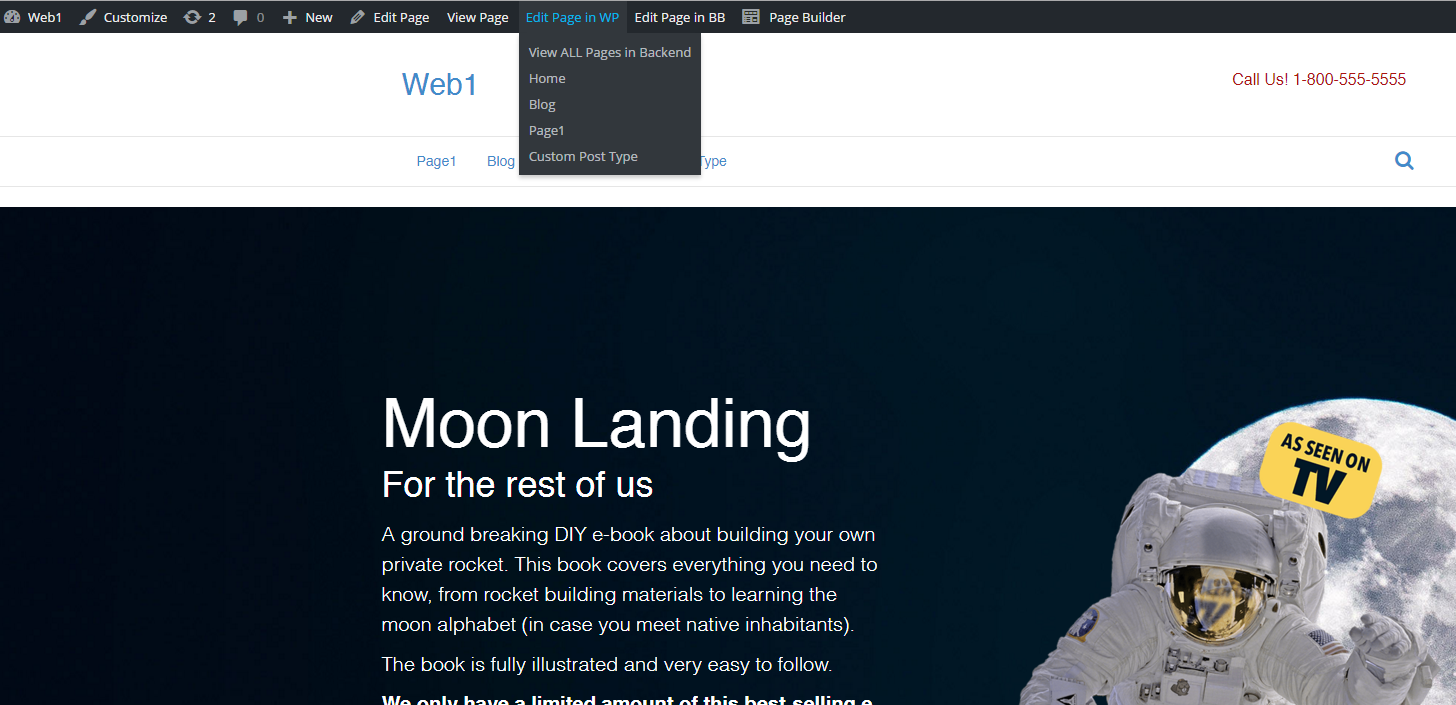 Web1 Customize 2 0 New Edit Page View Page Edit Page in WP Edit Page in BB Page Builder
View ALL Pages in Backend
Home
Blog
Page1
Custom Post Type
Web1
Call Us! 1-800-555-5555
Page1 Blog Type
Moon Landing
For the rest of us
A ground breaking DIY e-book about building your own
private rocket. This book covers everything you need to
know, from rocket building materials to learning the
moon alphabet (in case you meet native inhabitants).
The book is fully illustrated and very easy to follow.
We only have a limited amount of this best-selling e-
AS SEEN ON
TV